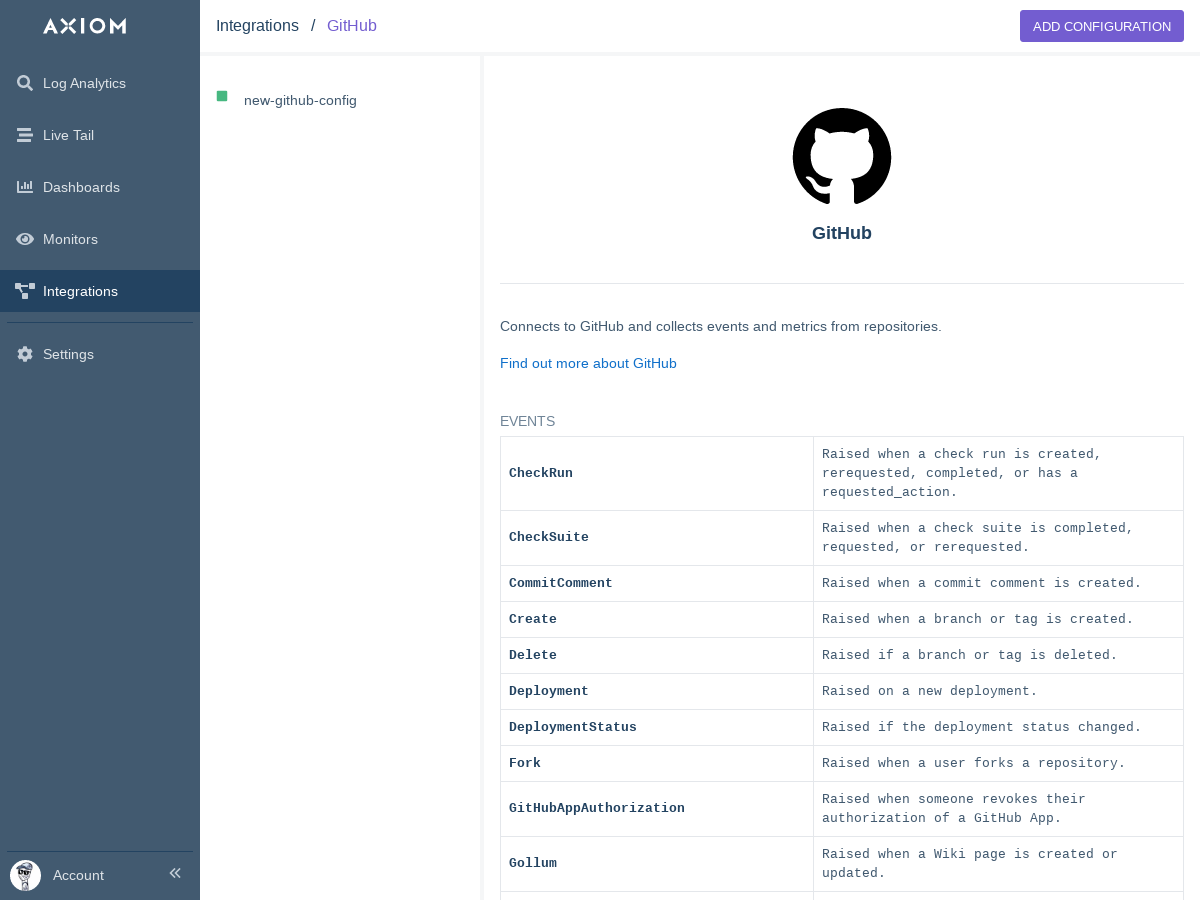 AXIOM
Integrations / GitHub
ADD CONFIGURATION
Log Analytics
Live Tail
Dashboards
Monitors
Integrations
Settings
Account
new-github-config
GitHub
Connects to GitHub and collects events and metrics from repositories.
Find out more about GitHub
EVENTS
CheckRun
Raised when a check run is created,
rerequested, completed, or has a
requested_action.
CheckSuite
Raised when a check suite is completed,
requested, or rerequested.
CommitComment
Raised when a commit comment is created.
Create
Raised when a branch or tag is created.
Delete
Raised if a branch or tag is deleted.
Deployment
Raised on a new deployment.
DeploymentStatus
Raised if the deployment status changed.
Fork
Raised when a user forks a repository.
GitHubAppAuthorization
Raised when someone revokes their
authorization of a GitHub App.
Gollum
Raised when a Wiki page is created or
updated.